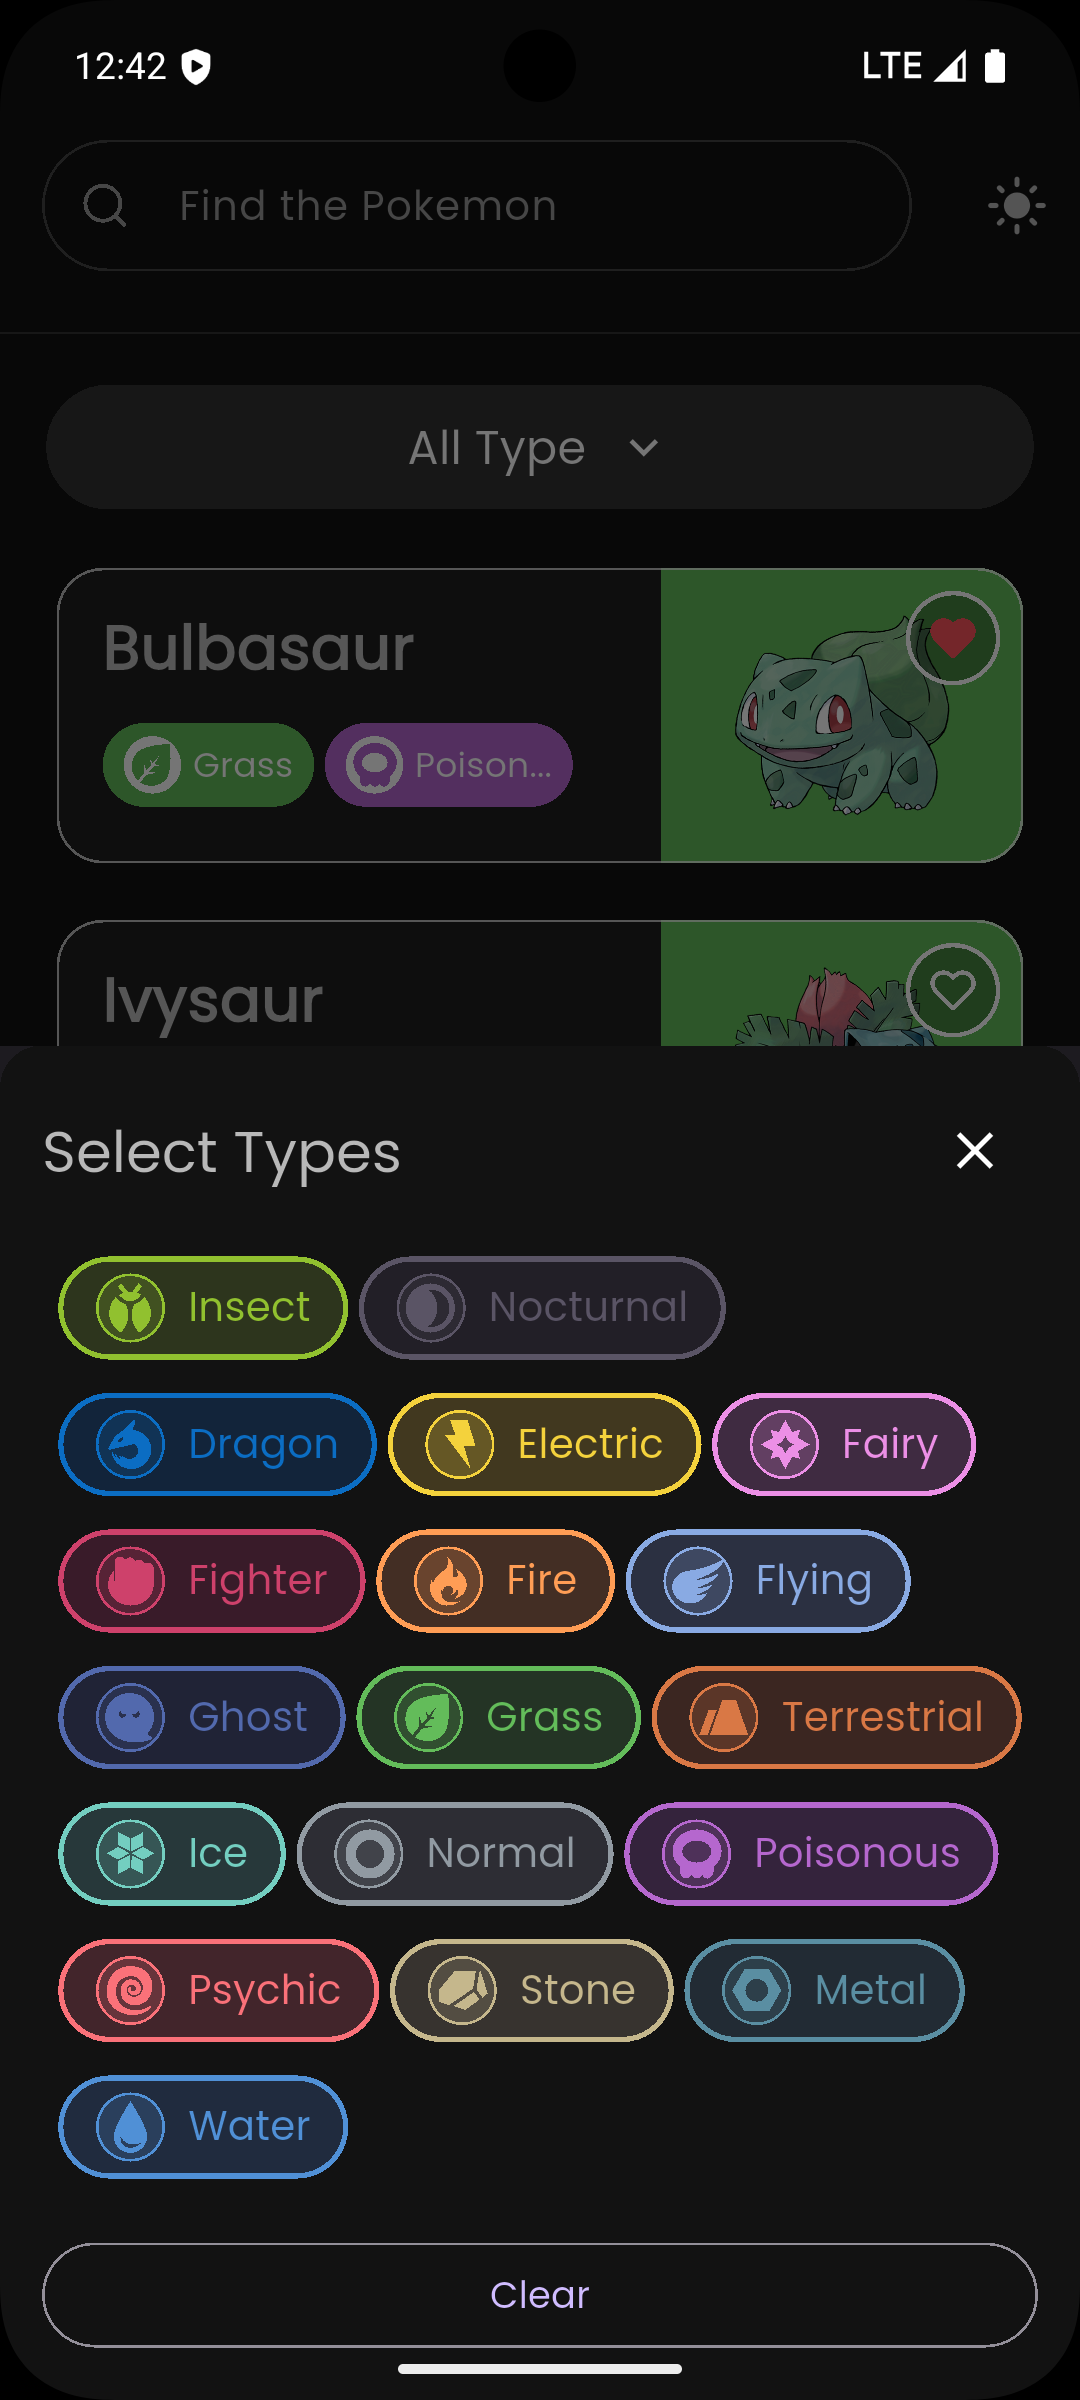 12:42 LTE
Find the Pokemon
All Type
Bulbasaur
Grass Poison...
Ivysaur
Select Types
Insect Nocturnal
Dragon Electric Fairy
Fighter Fire Flying
Ghost Grass Terrestrial
Ice Normal Poisonous
Psychic Stone Metal
Water
Clear